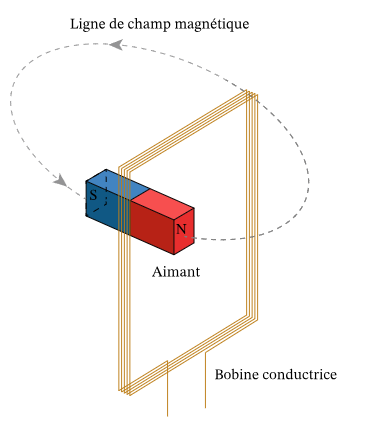 Ligne de champ magnétique
S
N
Aimant
Bobine conductrice